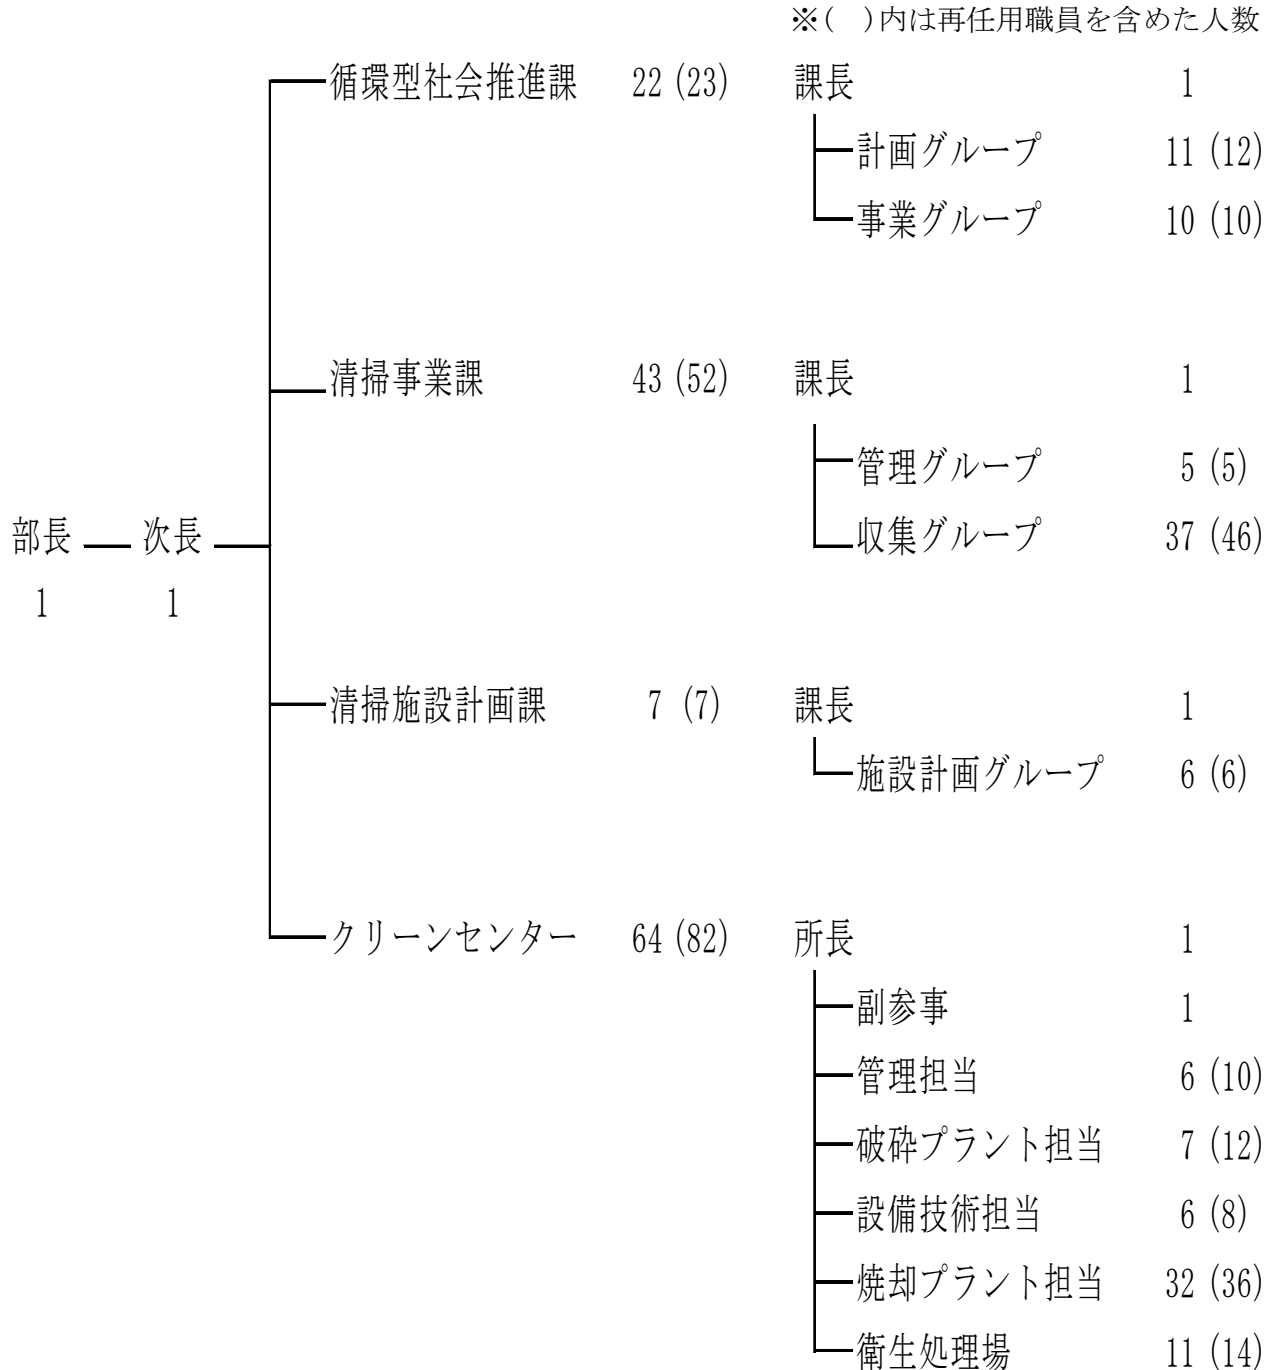 ※(　)内は再任用職員を含めた人数
循環型社会推進課 22 (23) 課長 1
計画グループ 11 (12)
事業グループ 10 (10)
清掃事業課 43 (52) 課長 1
管理グループ 5 (5)
部長 次長 収集グループ 37 (46)
1 1
清掃施設計画課 7 (7) 課長 1
施設計画グループ 6 (6)
クリーンセンター 64 (82) 所長 1
副参事 1
管理担当 6 (10)
破砕プラント担当 7 (12)
設備技術担当 6 (8)
焼却プラント担当 32 (36)
衛生処理場 11 (14)